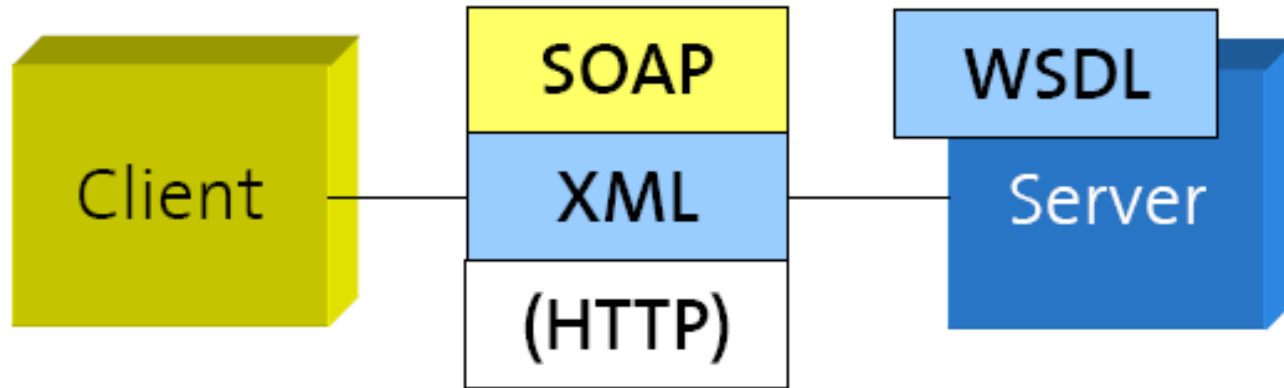 Client
SOAP
XML
(HTTP)
WSDL
Server